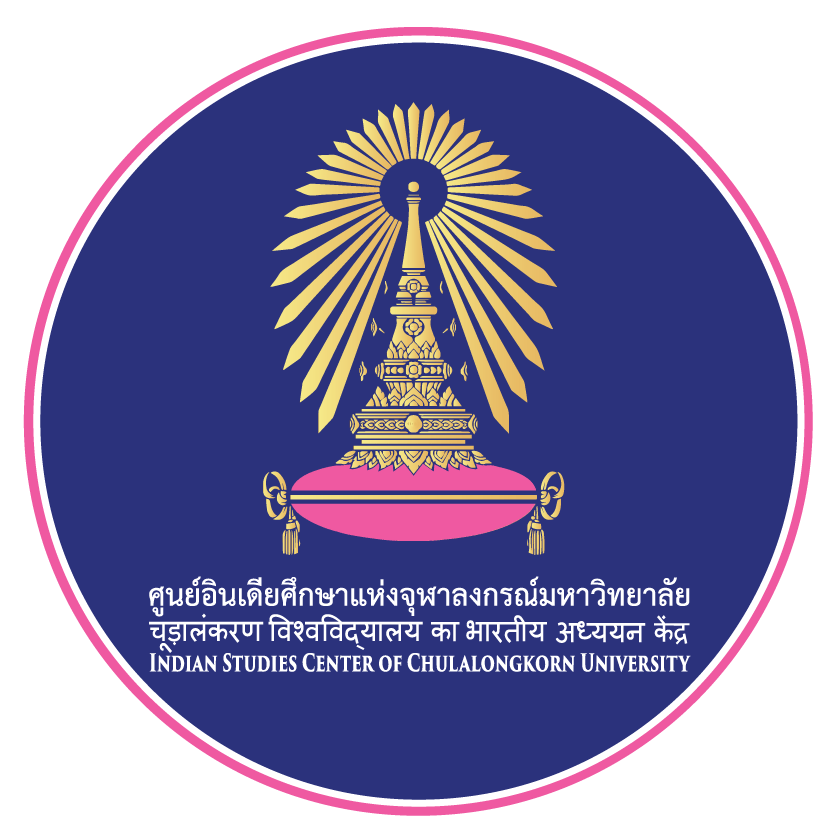 ศูนย์อินเดียศึกษาแห่งจุฬาลงกรณ์มหาวิทยาลัย
चूड़ालंकरण विश्वविद्यालय का भारतीय अध्ययन केंद्र
INDIAN STUDIES CENTER OF CHULALONGKORN UNIVERSITY